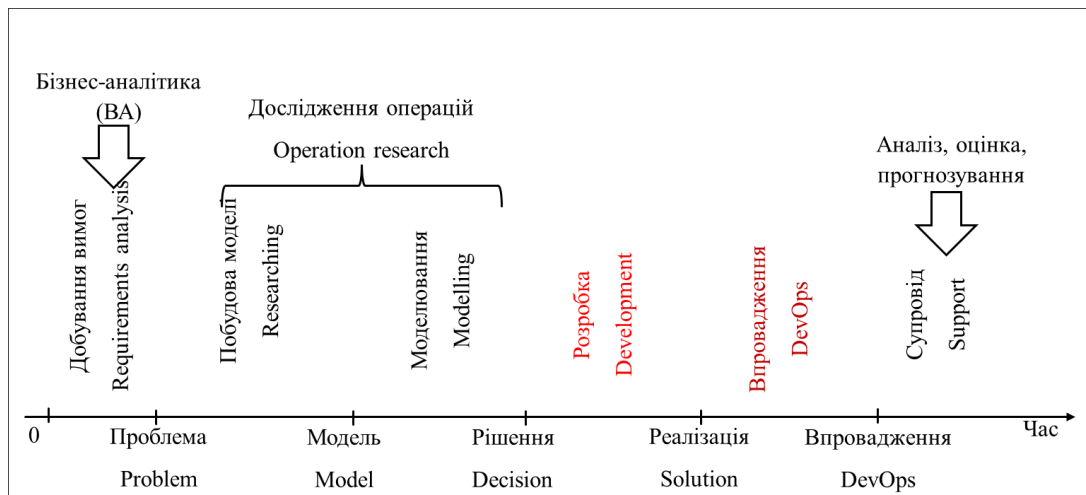 Бізнес-аналітика
(BA)
Дослідження операцій
Operation research
Аналіз, оцінка,
прогнозування
Добування вимог
Requirements analysis
Побудова моделі
Researching
Моделювання
Modelling
Розробка
Development
Впровадження
DevOps
Супровід
Support
0
Проблема
Problem
Модель
Model
Рішення
Decision
Реалізація
Solution
Впровадження
DevOps
Час